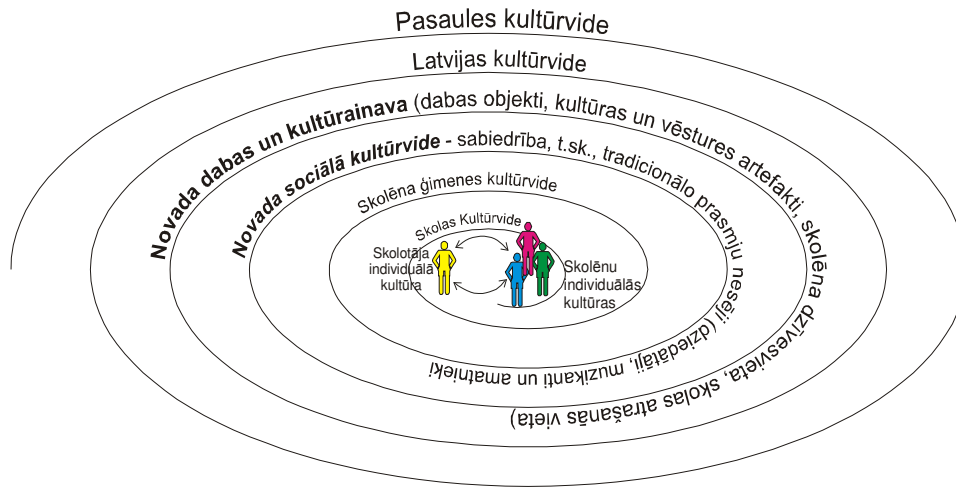 Pasaules kultūrvide
Latvijas kultūrvide
Novada dabas un kultūrainava (dabas objekti, kultūras un vēstures artefakti, skolēna dzīvesvieta, skolas atrašanās vieta)
Novada sociālā kultūrvide - sabiedrība, t.sk., tradicionālo prasmju nesēji (dziedātāji, muzikanti un amatnieki
Skolēna ģimenes kultūrvide
Skolas Kultūrvide
Skolotāja
individuālā
kultūra
Skolēnu
individuālās
kultūras